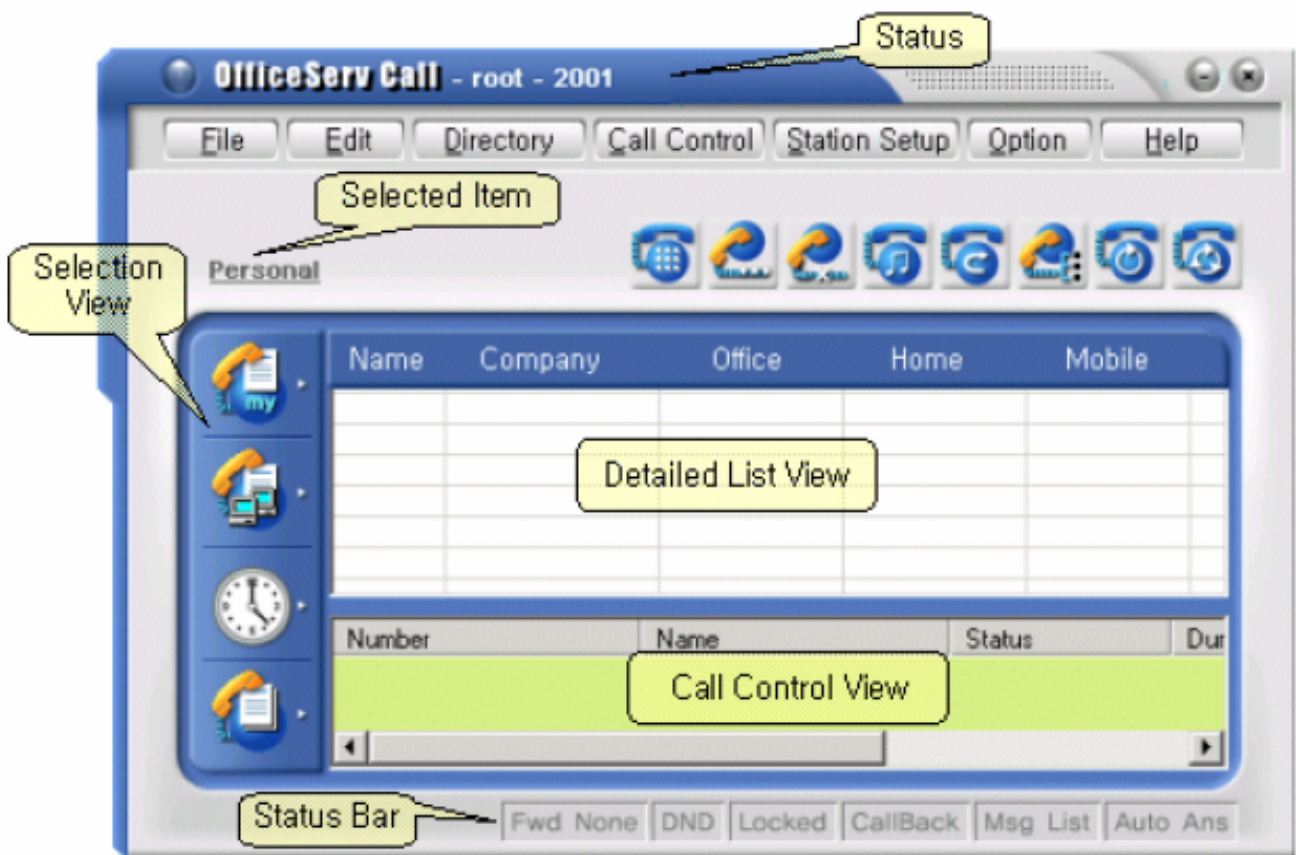 Status
OfficeServ Call - root - 2001
File Edit Directory Call Control Station Setup Option Help
Selected Item
Selection
View
Personal
my
Name Company Office Home Mobile
Detailed List View
Number Name Status Dur
Call Control View
Status Bar
Fwd None DND Locked CallBack Msg List Auto Ans